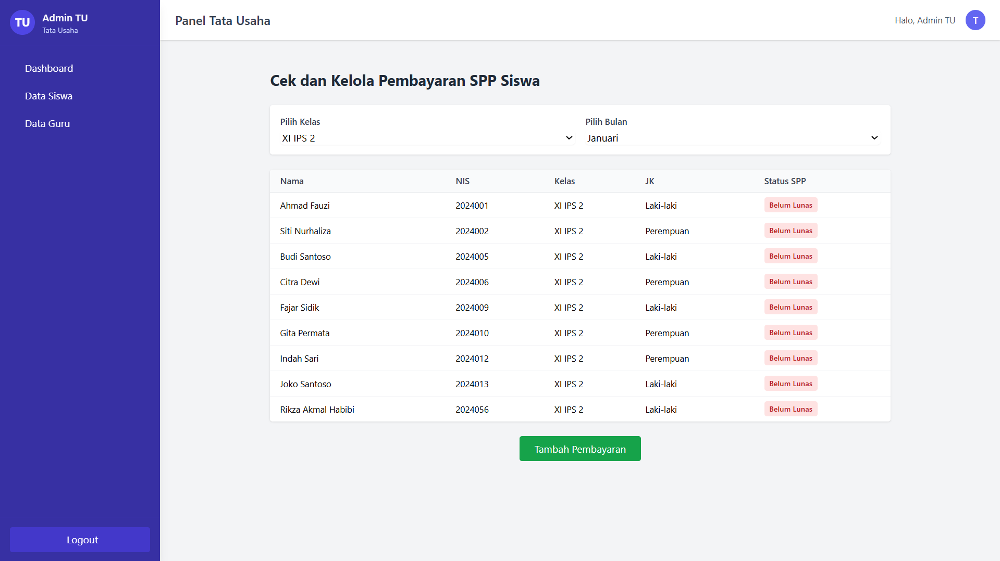 TU
Admin TU
Tata Usaha
Dashboard
Data Siswa
Data Guru
Logout
Panel Tata Usaha
Halo, Admin TU
T
Cek dan Kelola Pembayaran SPP Siswa
Pilih Kelas Pilih Bulan
XI IPS 2 Januari
Nama NIS Kelas JK Status SPP
Ahmad Fauzi 2024001 XI IPS 2 Laki-laki Belum Lunas
Siti Nurhaliza 2024002 XI IPS 2 Perempuan Belum Lunas
Budi Santoso 2024005 XI IPS 2 Laki-laki Belum Lunas
Citra Dewi 2024006 XI IPS 2 Perempuan Belum Lunas
Fajar Sidik 2024009 XI IPS 2 Laki-laki Belum Lunas
Gita Permata 2024010 XI IPS 2 Perempuan Belum Lunas
Indah Sari 2024012 XI IPS 2 Perempuan Belum Lunas
Joko Santoso 2024013 XI IPS 2 Laki-laki Belum Lunas
Rikza Akmal Habibi 2024056 XI IPS 2 Laki-laki Belum Lunas
Tambah Pembayaran